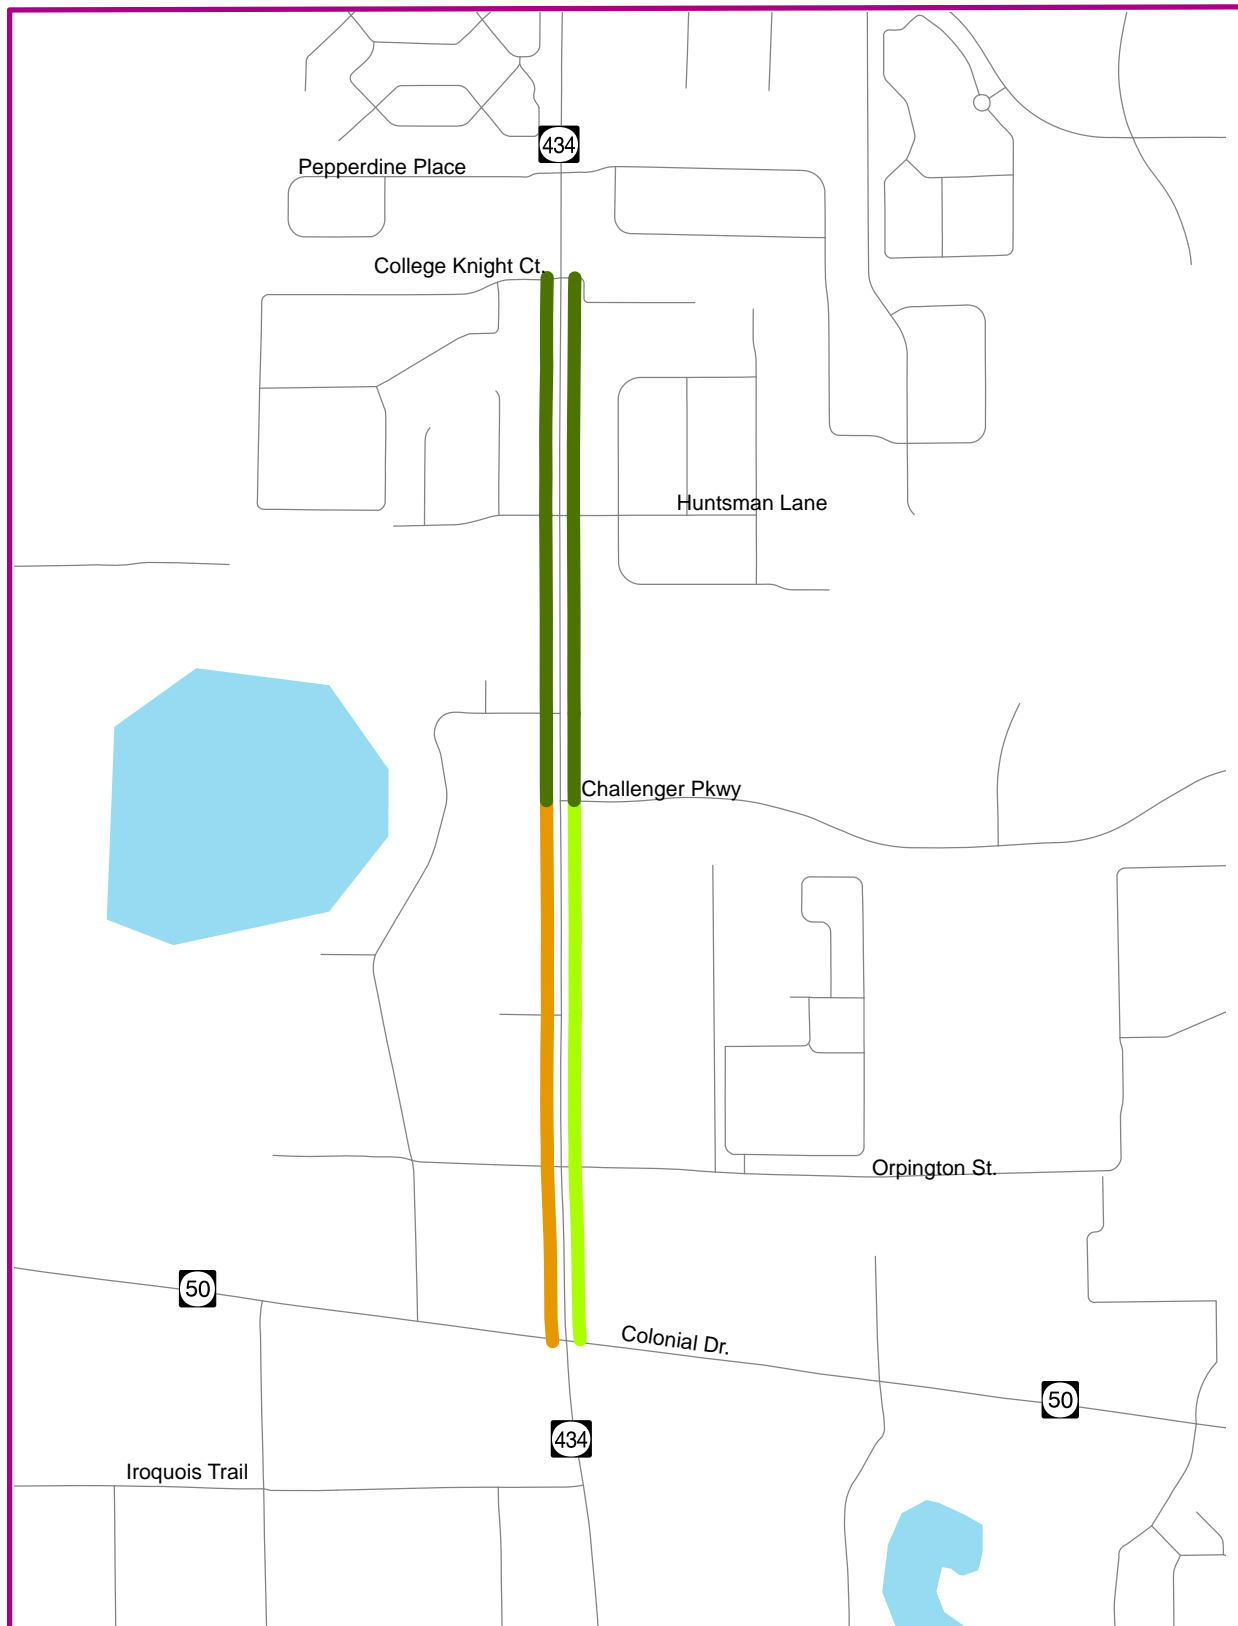 434
Pepperdine Place
College Knight Ct.
Huntsman Lane
Challenger Pkwy
Orpington St.
50
Colonial Dr.
50
434
Iroquois Trail